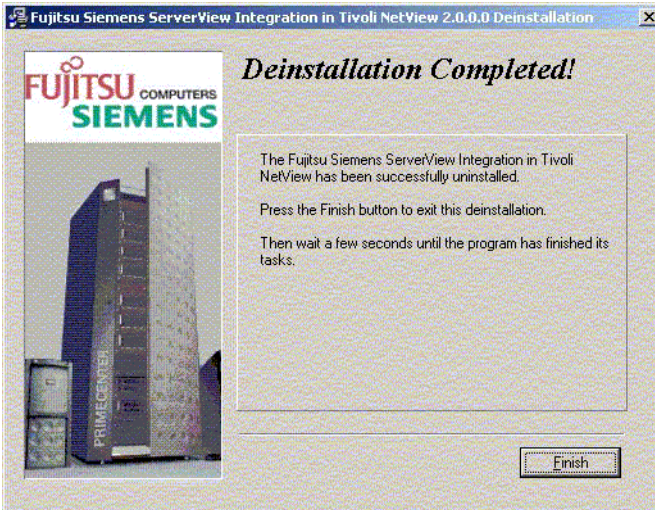 Fujitsu Siemens ServerView Integration in Tivoli NetView 2.0.0.0 Deinstallation
FUJITSU COMPUTERS
SIEMENS
Deinstallation Completed!
The Fujitsu Siemens ServerView Integration in Tivoli
NetView has been successfully uninstalled.
Press the Finish button to exit this deinstallation.
Then wait a few seconds until the program has finished its
tasks.
PRIMECENTER
Finish